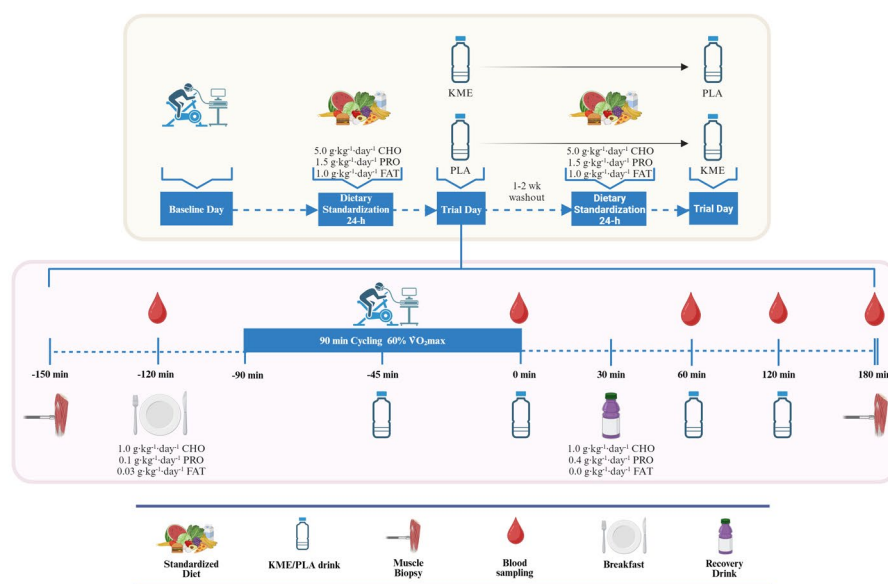 KME
PLA
5.0 g·kg⁻¹·day⁻¹ CHO
1.5 g·kg⁻¹·day⁻¹ PRO
1.0 g·kg⁻¹·day⁻¹ FAT
PLA
5.0 g·kg⁻¹·day⁻¹ CHO
1.5 g·kg⁻¹·day⁻¹ PRO
1.0 g·kg⁻¹·day⁻¹ FAT
KME
Baseline Day
Dietary
Standardization
24-h
Trial Day
1-2 wk
washout
Dietary
Standardization
24-h
Trial Day
90 min Cycling 60% V̇O₂max
-150 min
-120 min
-90 min
-45 min
0 min
30 min
60 min
120 min
180 min
1.0 g·kg⁻¹·day⁻¹ CHO
0.1 g·kg⁻¹·day⁻¹ PRO
0.03 g·kg⁻¹·day⁻¹ FAT
1.0 g·kg⁻¹·day⁻¹ CHO
0.4 g·kg⁻¹·day⁻¹ PRO
0.0 g·kg⁻¹·day⁻¹ FAT
Standardized
Diet
KME/PLA drink
Muscle
Biopsy
Blood
sampling
Breakfast
Recovery
Drink